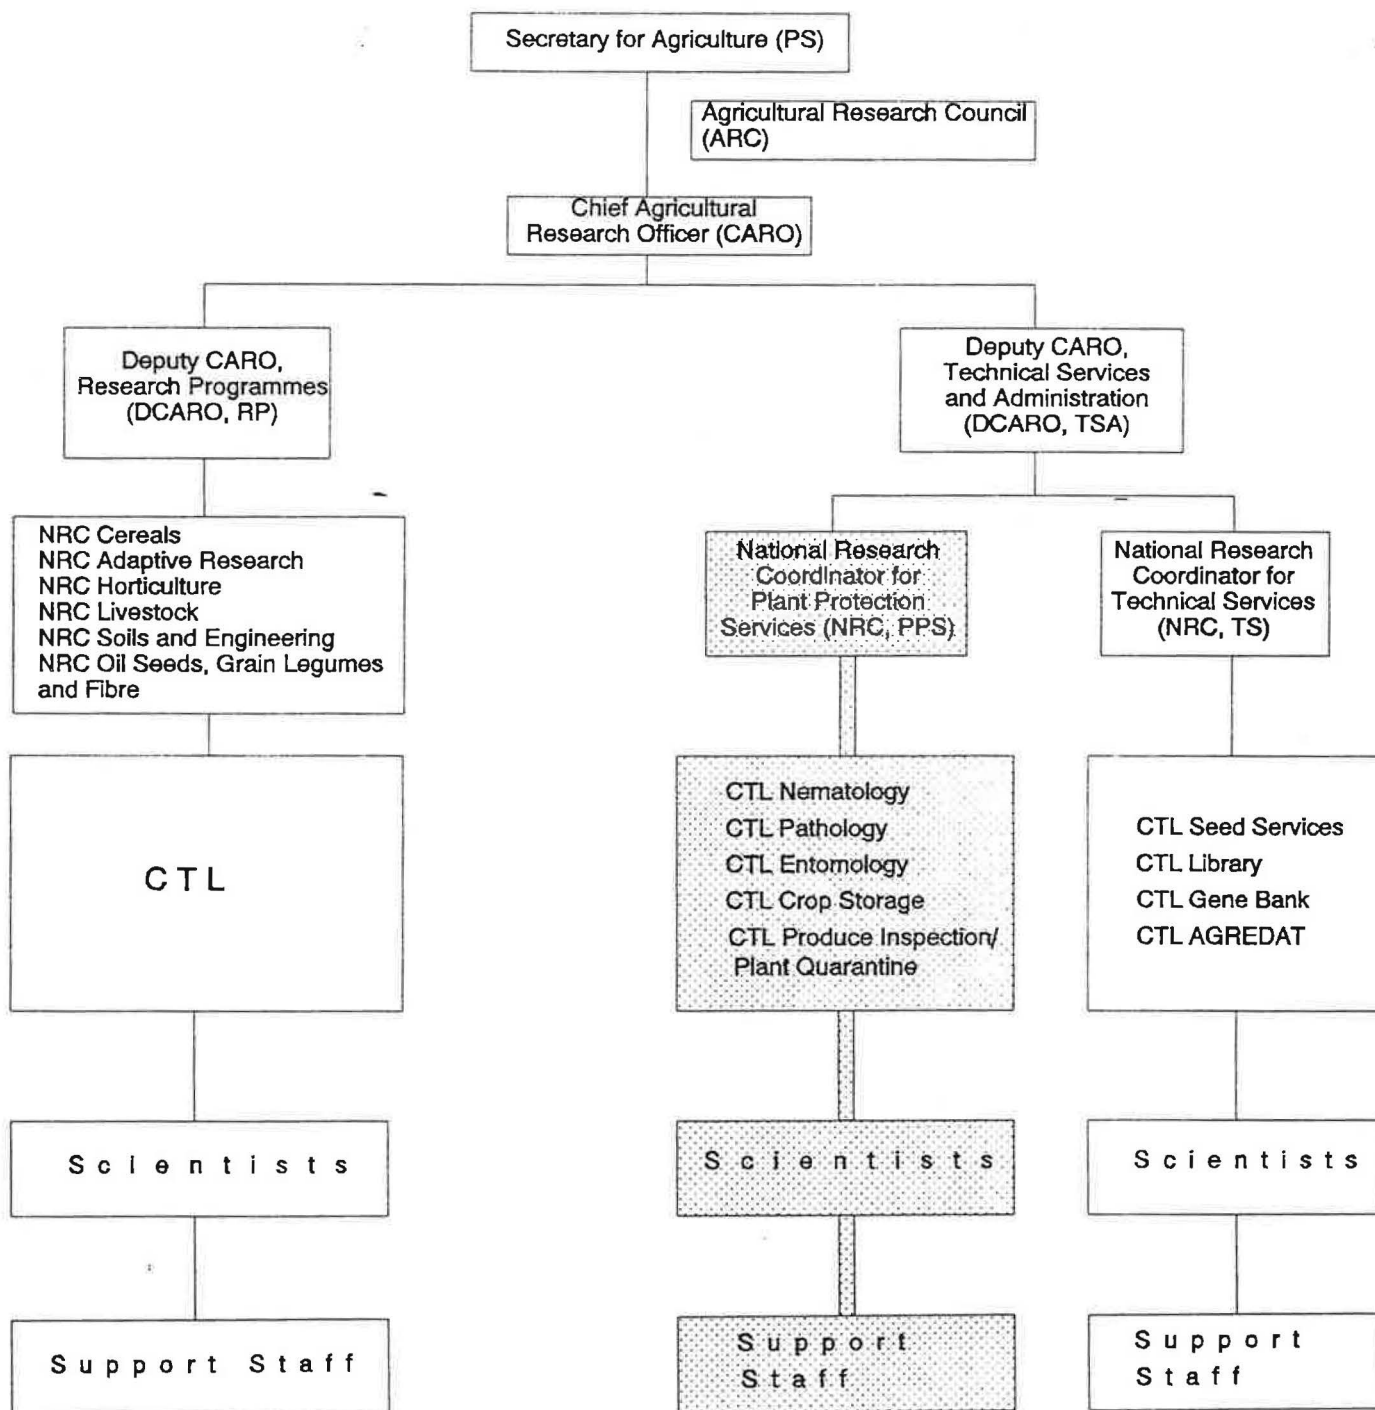 Secretary for Agriculture (PS)
Agricultural Research Council
(ARC)
Chief Agricultural
Research Officer (CARO)
Deputy CARO,
Research Programmes
(DCARO, RP)
Deputy CARO,
Technical Services
and Administration
(DCARO, TSA)
NRC Cereals
NRC Adaptive Research
NRC Horticulture
NRC Livestock
NRC Soils and Engineering
NRC Oil Seeds, Grain Legumes
and Fibre
National Research
Coordinator for
Plant Protection
Services (NRC, PPS)
National Research
Coordinator for
Technical Services
(NRC, TS)
CTL
CTL Nematology
CTL Pathology
CTL Entomology
CTL Crop Storage
CTL Produce Inspection/
Plant Quarantine
CTL Seed Services
CTL Library
CTL Gene Bank
CTL AGREDAT
Scientists
Scientists
Scientists
Support Staff
Support
Staff
Support
Staff